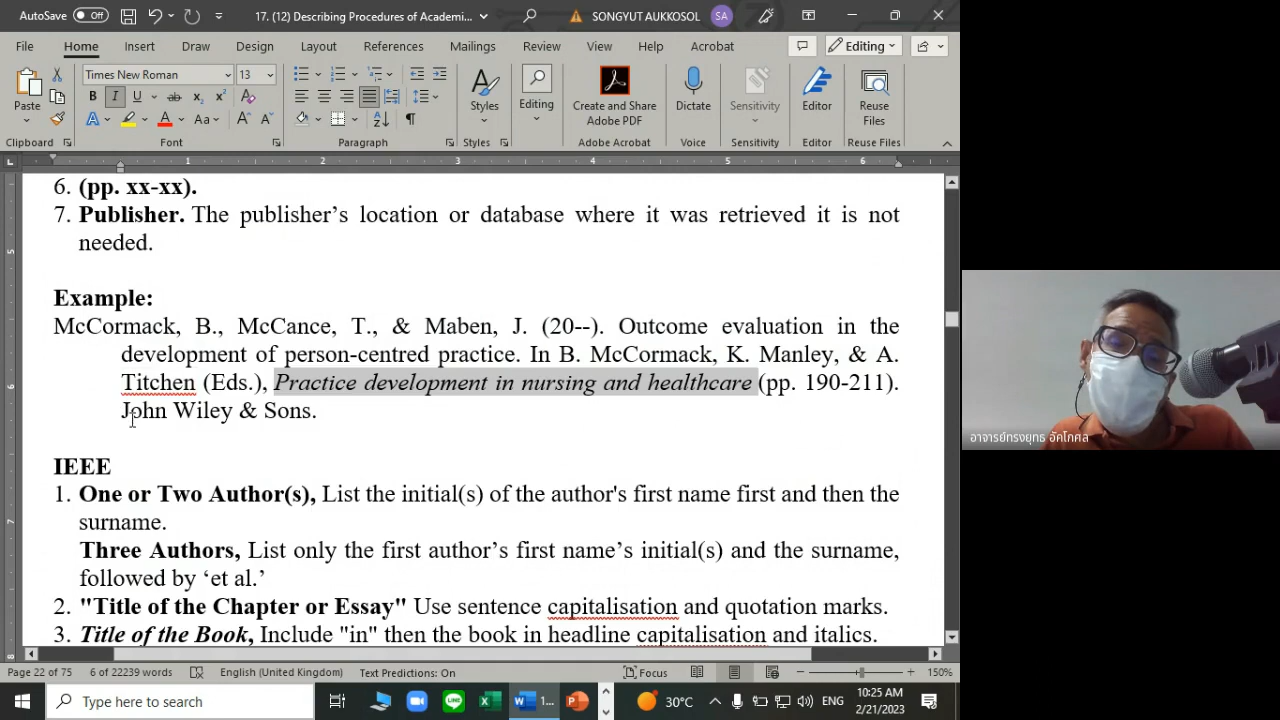 AutoSave Off 17. (12) Describing Procedures of Academi... SONGYUT AUKKOSOL SA
File Home Insert Draw Design Layout References Mailings Review View Help Acrobat Editing
Times New Roman 13
Paste B I U ab x₂ x² Styles Editing Create and Share Adobe PDF Dictate Sensitivity Editor Reuse Files
Clipboard Font Paragraph Styles Adobe Acrobat Voice Sensitivity Editor Reuse Files
1 2 3 4 5 6
6. (pp. xx-xx).
7. Publisher. The publisher’s location or database where it was retrieved it is not
needed.
Example:
McCormack, B., McCance, T., & Maben, J. (20--). Outcome evaluation in the
development of person-centred practice. In B. McCormack, K. Manley, & A.
Titchen (Eds.), Practice development in nursing and healthcare (pp. 190-211).
John Wiley & Sons.
IEEE
1. One or Two Author(s), List the initial(s) of the author's first name first and then the
surname.
Three Authors, List only the first author’s first name’s initial(s) and the surname,
followed by ‘et al.’
2. "Title of the Chapter or Essay" Use sentence capitalisation and quotation marks.
3. Title of the Book, Include "in" then the book in headline capitalisation and italics.
อาจารย์ทรงยุทธ อัคโกศล
Page 22 of 75 6 of 22239 words English (United Kingdom) Text Predictions: On Focus 150%
Type here to search 1... 30°C ENG 10:25 AM
2/21/2023